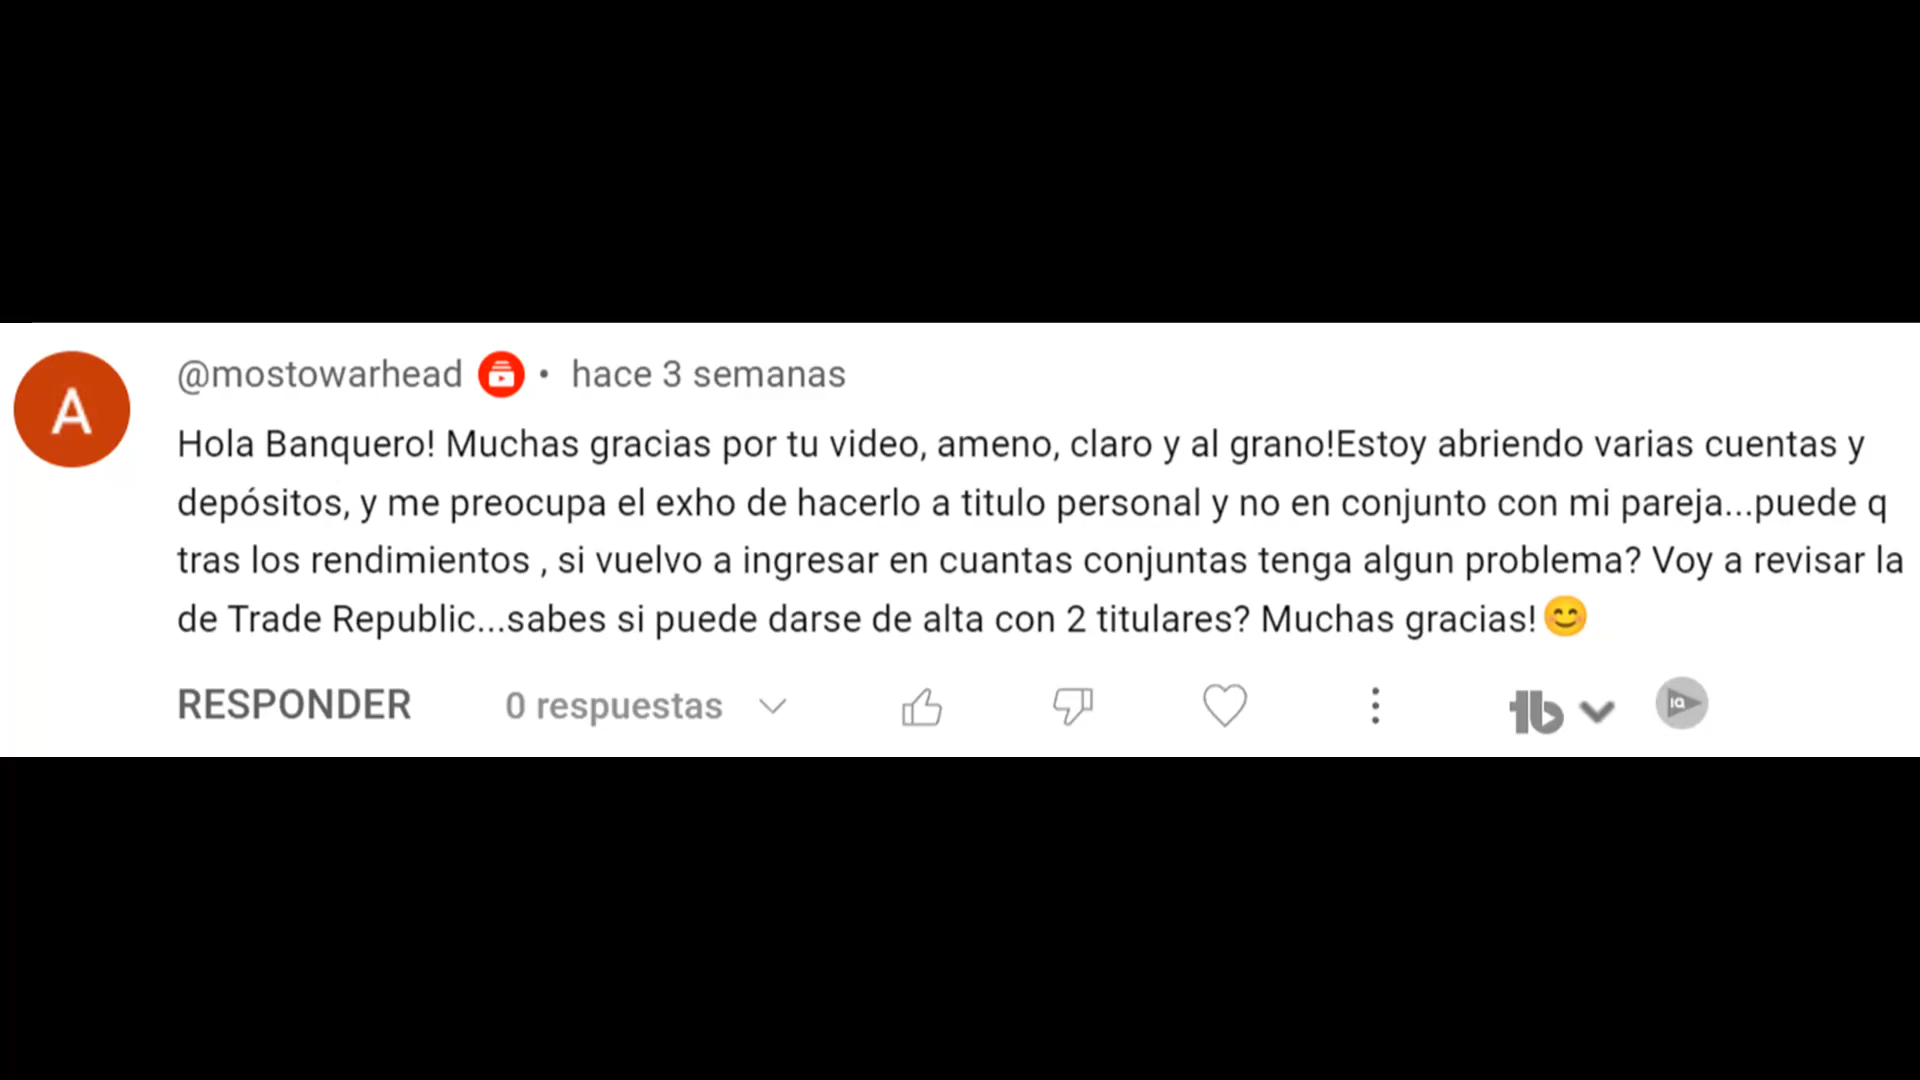 A
@mostowarhead • hace 3 semanas
Hola Banquero! Muchas gracias por tu video, ameno, claro y al grano!Estoy abriendo varias cuentas y
depósitos, y me preocupa el exho de hacerlo a titulo personal y no en conjunto con mi pareja...puede q
tras los rendimientos , si vuelvo a ingresar en cuantas conjuntas tenga algun problema? Voy a revisar la
de Trade Republic...sabes si puede darse de alta con 2 titulares? Muchas gracias!😊
RESPONDER 0 respuestas tb IQ